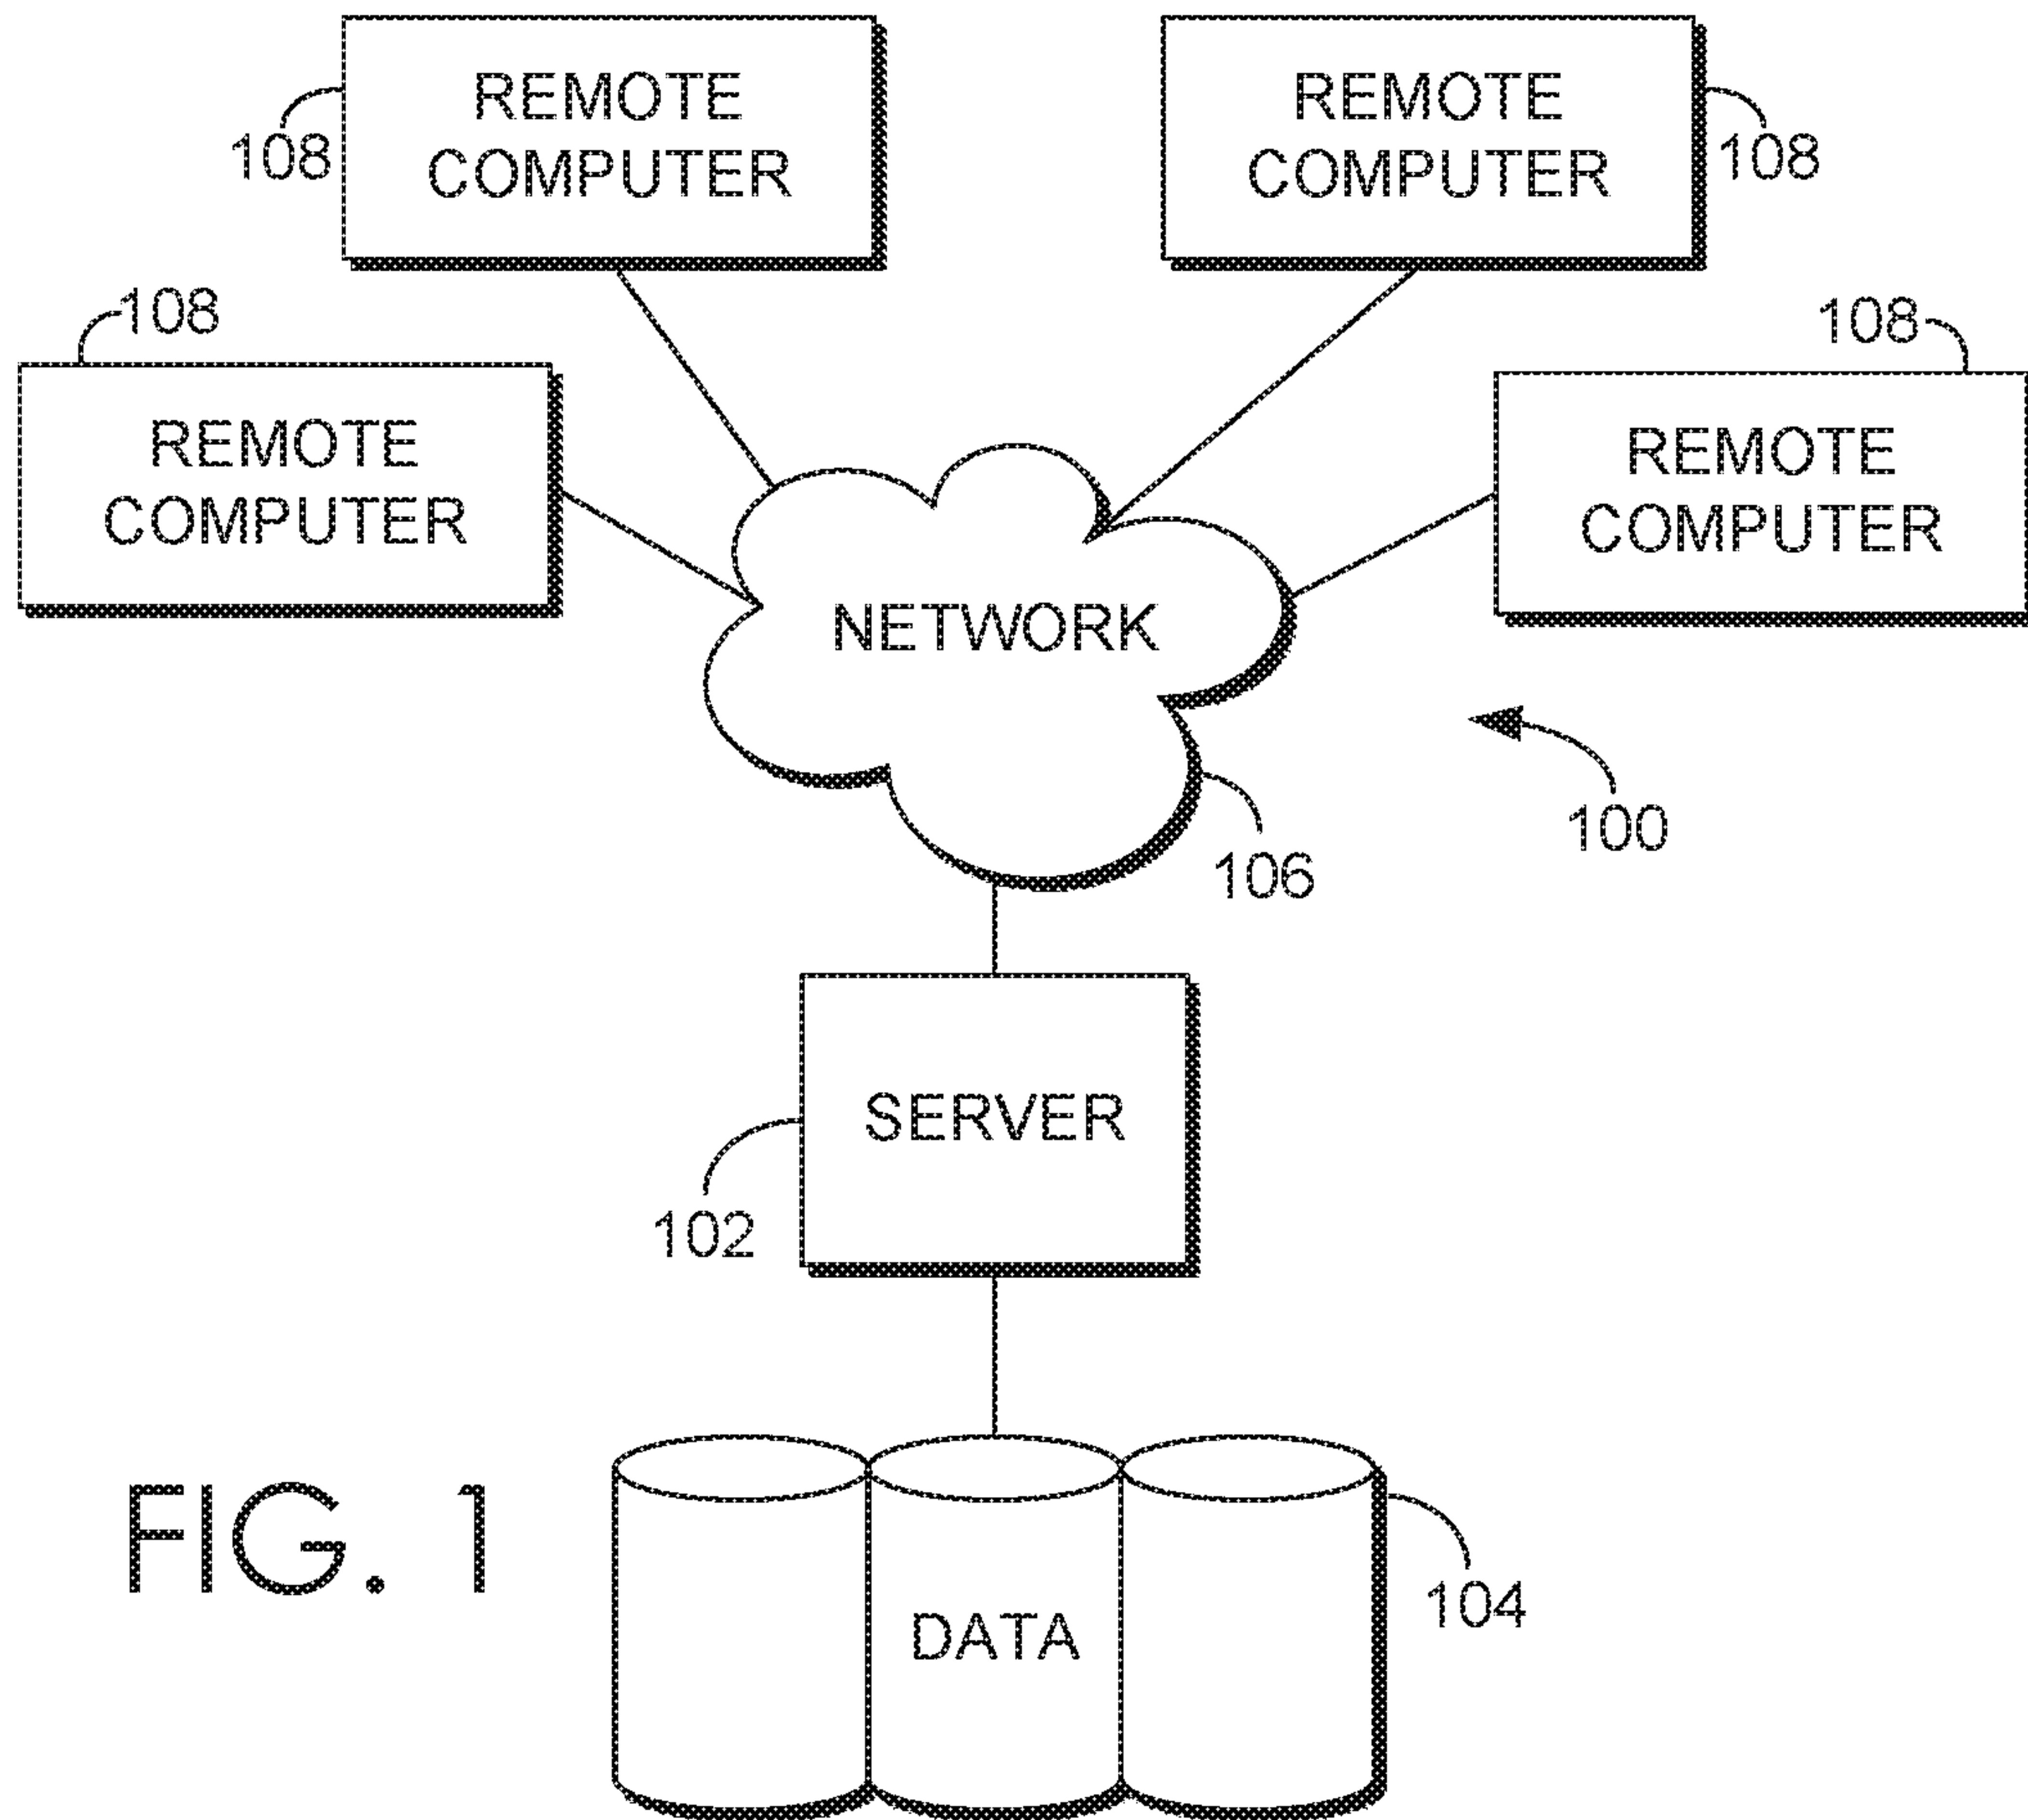 REMOTE
COMPUTER
108
REMOTE
COMPUTER
108
108
REMOTE
COMPUTER
108
REMOTE
COMPUTER
NETWORK
100
106
SERVER
102
FIG. 1
DATA
104